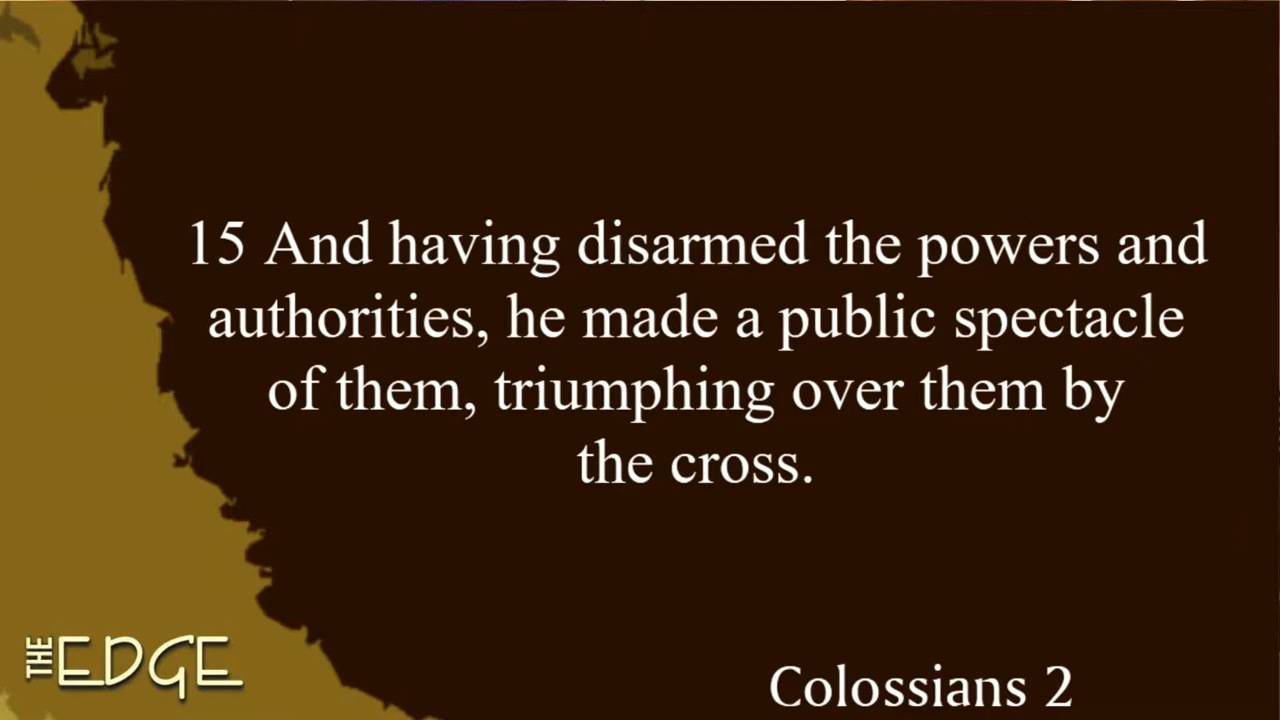 15 And having disarmed the powers and
authorities, he made a public spectacle
of them, triumphing over them by
the cross.
THE EDGE
Colossians 2